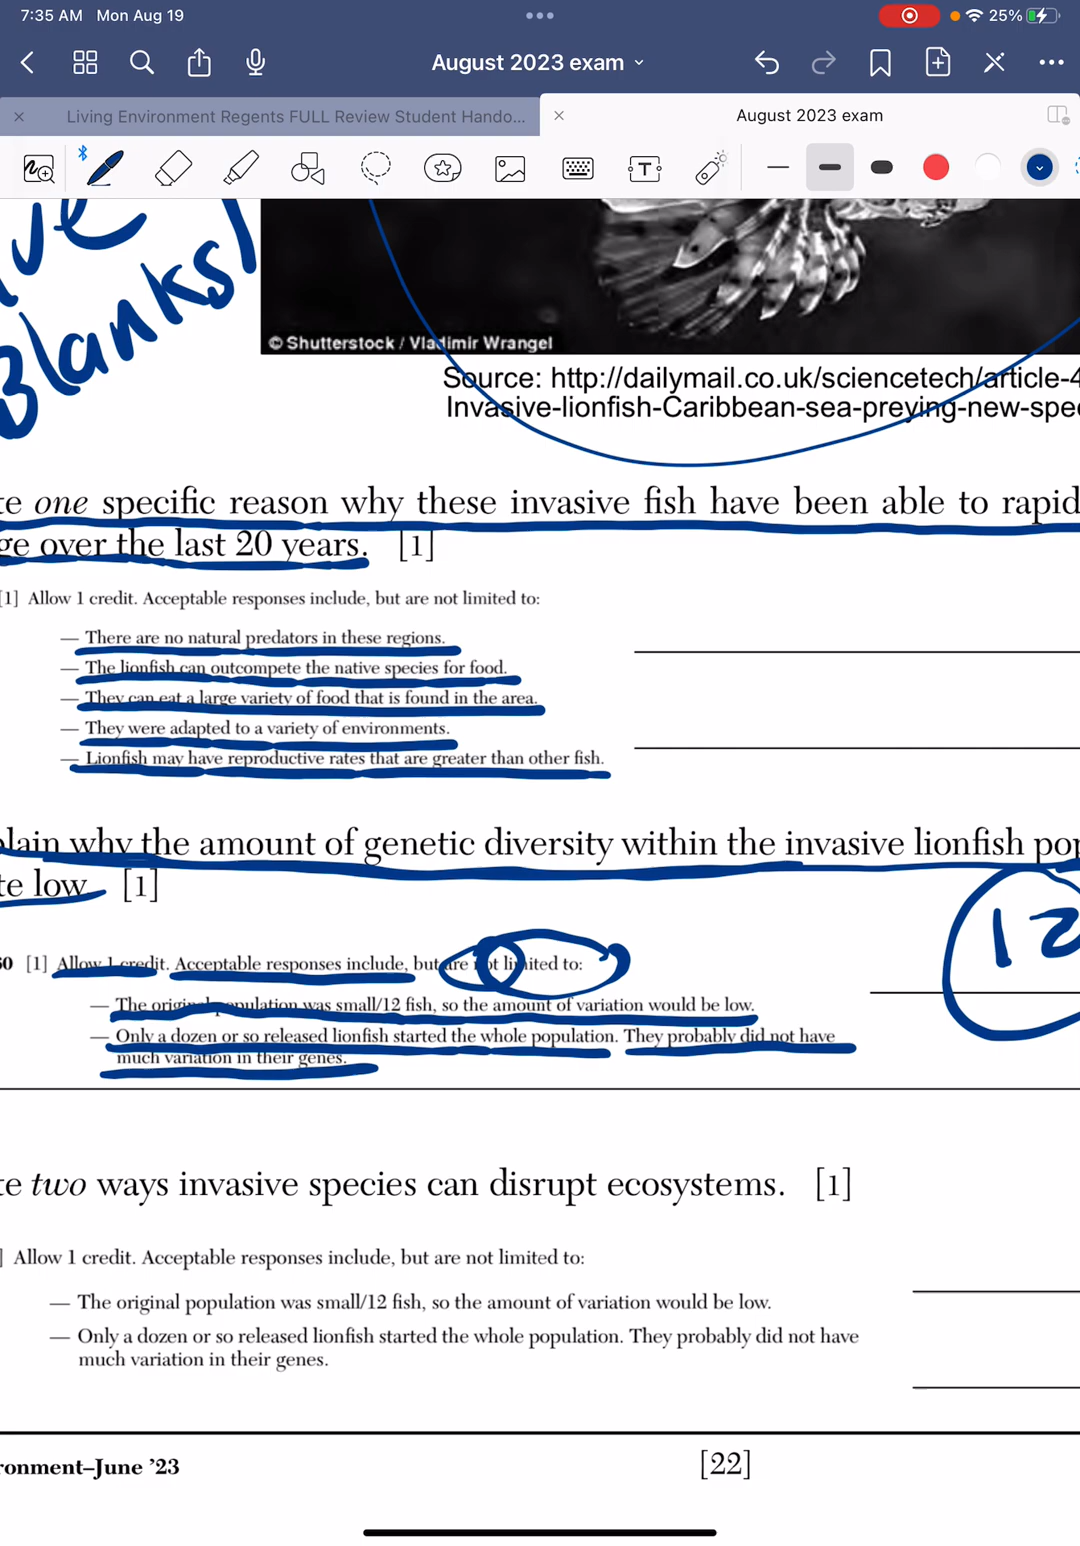 7:35 AM Mon Aug 19
25%
August 2023 exam
Living Environment Regents FULL Review Student Hando...
August 2023 exam
Blanks!
© Shutterstock / Vladimir Wrangel
Source: http://dailymail.co.uk/sciencetech/article-4
Invasive-lionfish-Caribbean-sea-preying-new-spe
te one specific reason why these invasive fish have been able to rapid
ge over the last 20 years. [1]
[1] Allow 1 credit. Acceptable responses include, but are not limited to:
— There are no natural predators in these regions.
— The lionfish can outcompete the native species for food.
— They can eat a large variety of food that is found in the area.
— They were adapted to a variety of environments.
— Lionfish may have reproductive rates that are greater than other fish.
lain why the amount of genetic diversity within the invasive lionfish pop
te low. [1]
12
60 [1] Allow 1 credit. Acceptable responses include, but are not limited to:
— The original population was small/12 fish, so the amount of variation would be low.
— Only a dozen or so released lionfish started the whole population. They probably did not have
much variation in their genes.
te two ways invasive species can disrupt ecosystems. [1]
] Allow 1 credit. Acceptable responses include, but are not limited to:
— The original population was small/12 fish, so the amount of variation would be low.
— Only a dozen or so released lionfish started the whole population. They probably did not have
much variation in their genes.
ronment–June ’23
[22]